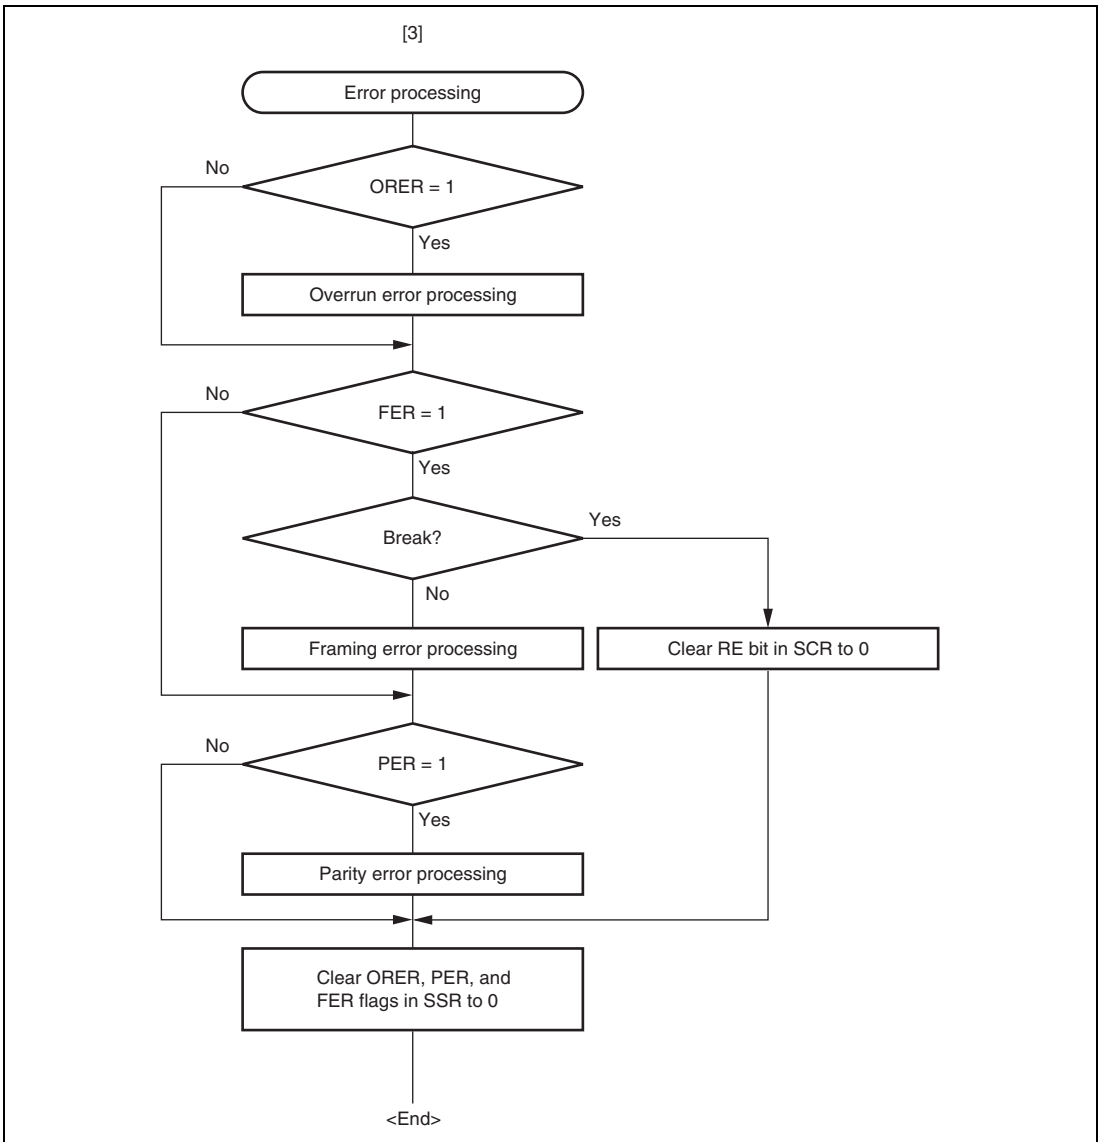 [3]
Error processing
No
ORER = 1
Yes
Overrun error processing
No
FER = 1
Yes
Break?
Yes
No
Framing error processing
Clear RE bit in SCR to 0
No
PER = 1
Yes
Parity error processing
Clear ORER, PER, and
FER flags in SSR to 0
<End>